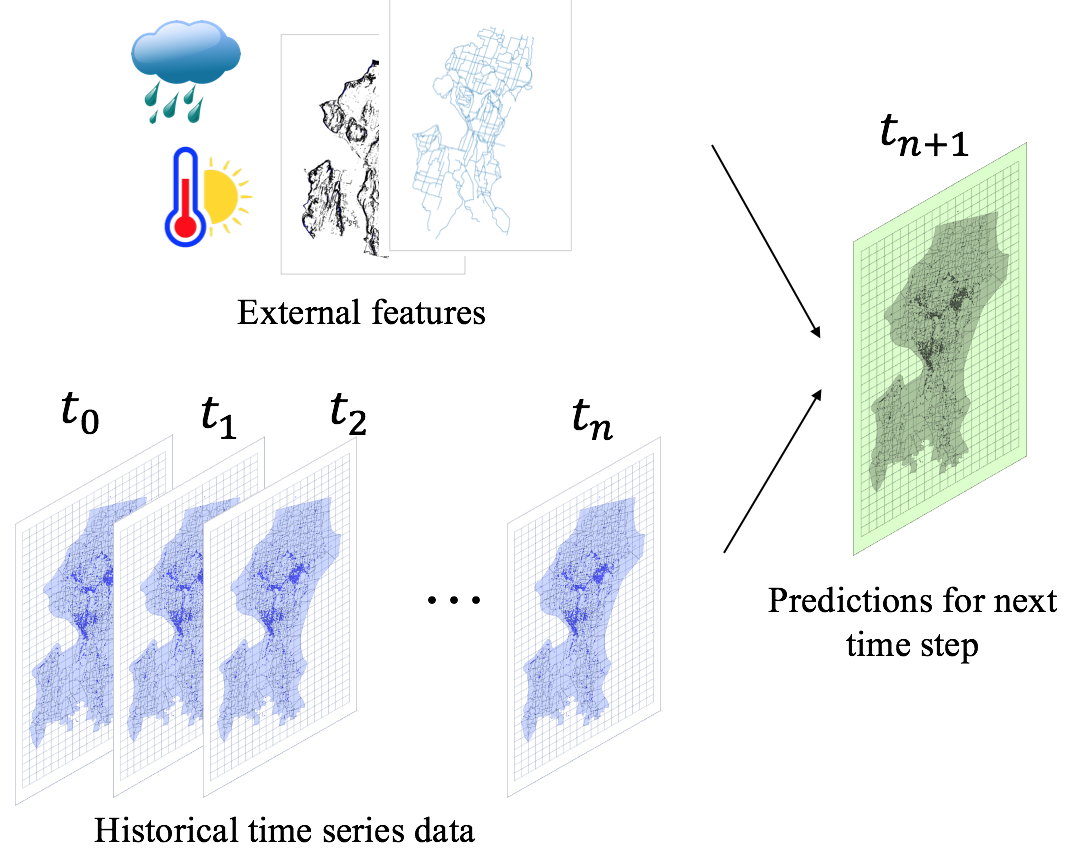 t_{n+1}
External features
t_0
t_1
t_2
t_n
...
Predictions for next
time step
Historical time series data